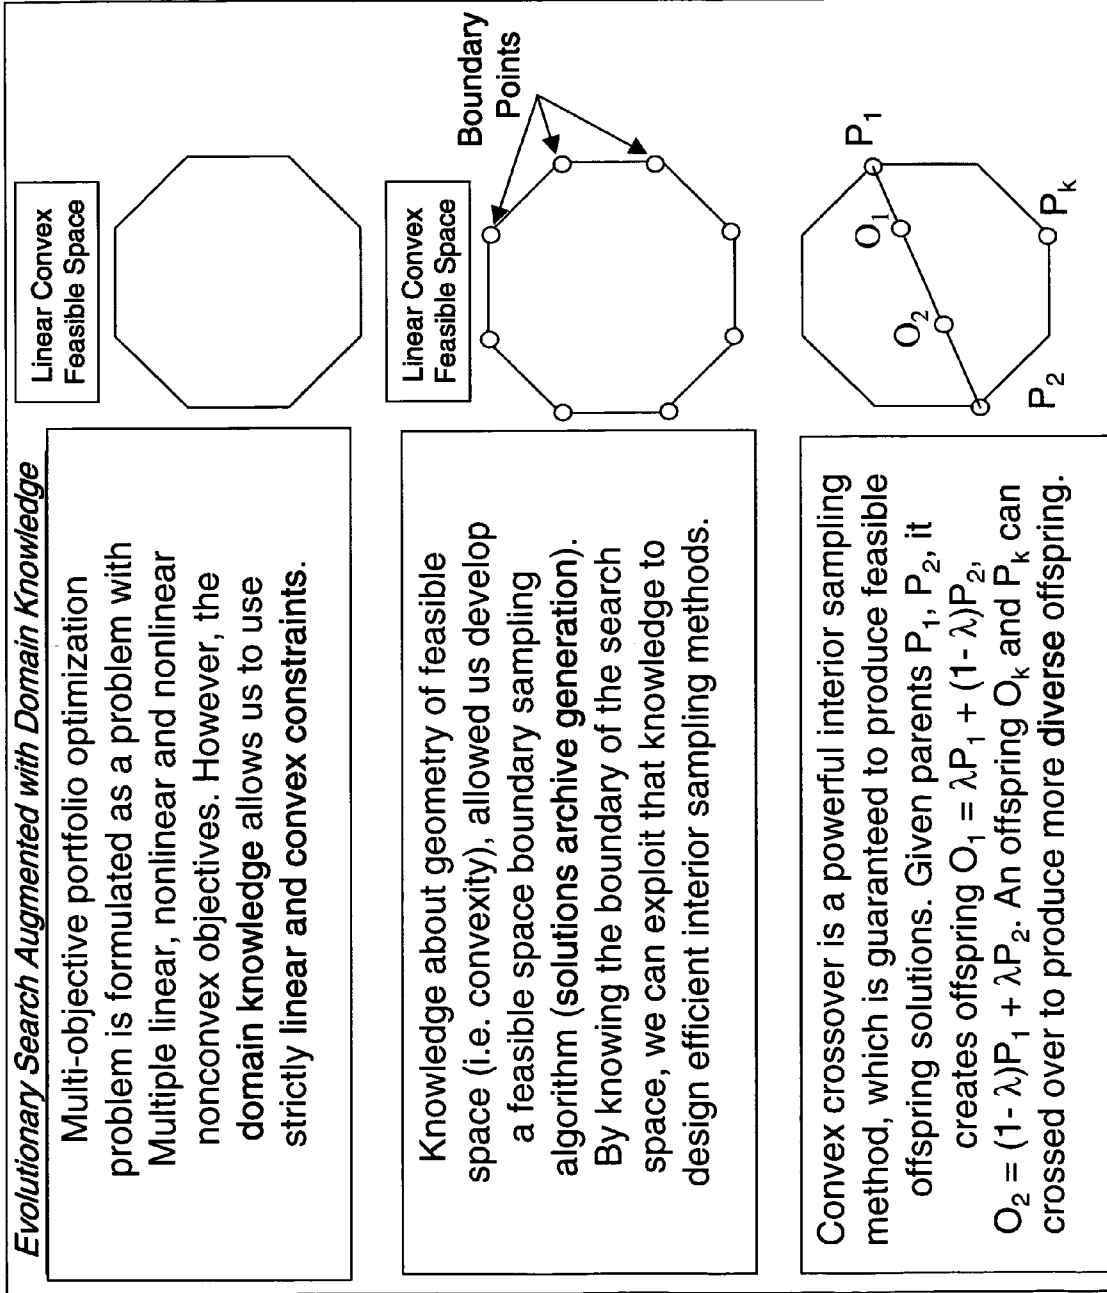 Evolutionary Search Augmented with Domain Knowledge
Multi-objective portfolio optimization
problem is formulated as a problem with
Multiple linear, nonlinear and nonlinear
nonconvex objectives. However, the
domain knowledge allows us to use
strictly linear and convex constraints.
Linear Convex
Feasible Space
Knowledge about geometry of feasible
space (i.e. convexity), allowed us develop
a feasible space boundary sampling
algorithm (solutions archive generation).
By knowing the boundary of the search
space, we can exploit that knowledge to
design efficient interior sampling methods.
Linear Convex
Feasible Space
Boundary
Points
Convex crossover is a powerful interior sampling
method, which is guaranteed to produce feasible
offspring solutions. Given parents P₁, P₂, it
creates offspring O₁ = λP₁ + (1- λ)P₂,
O₂ = (1- λ)P₁ + λP₂. An offspring Oₖ and Pₖ can
crossed over to produce more diverse offspring.
P₁
O₁
O₂
P₂
Pₖ